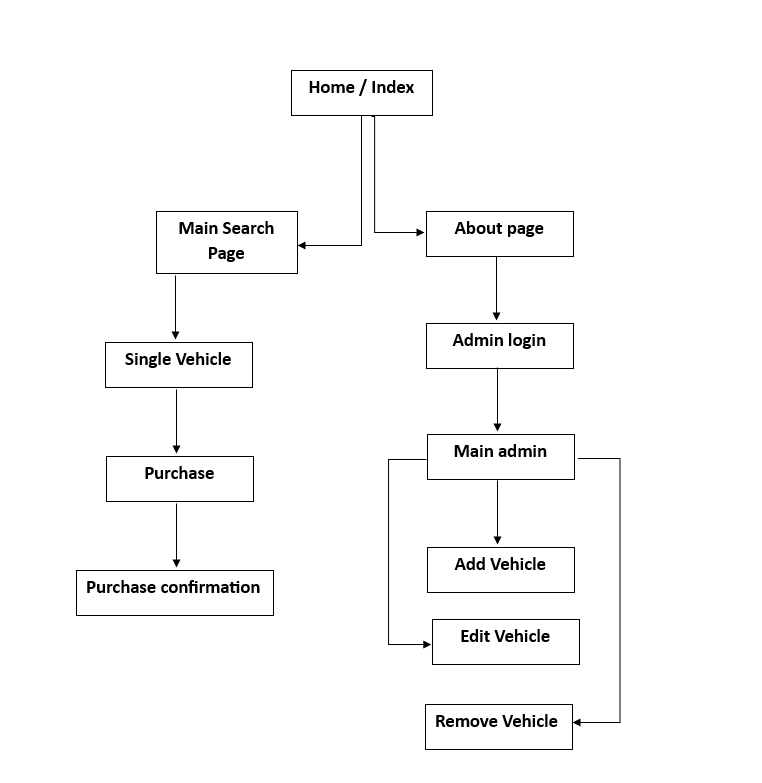 Home / Index
Main Search
Page
About page
Single Vehicle
Admin login
Purchase
Main admin
Purchase confirmation
Add Vehicle
Edit Vehicle
Remove Vehicle